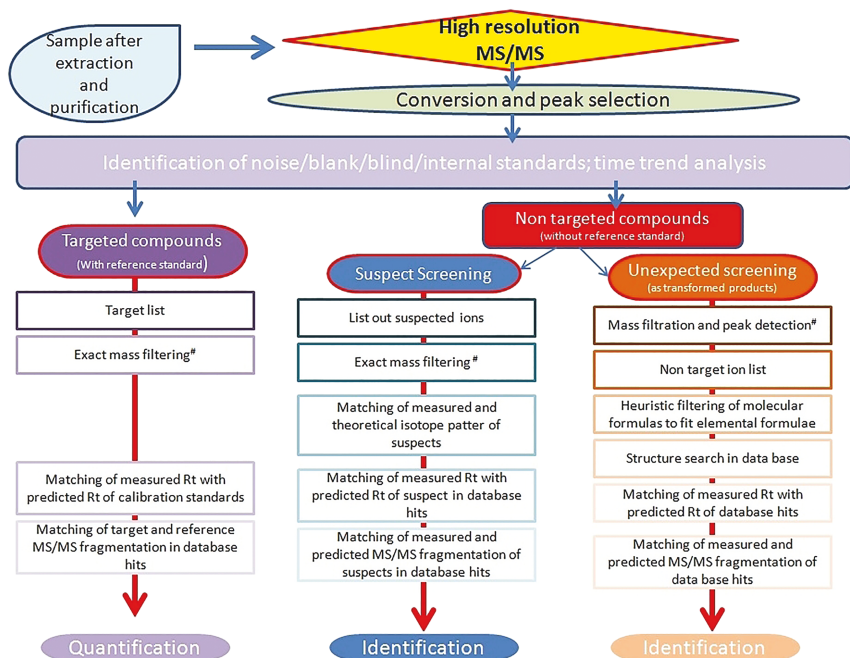 Sample after
extraction
and
purification
High resolution
MS/MS
Conversion and peak selection
Identification of noise/blank/blind/internal standards; time trend analysis
Targeted compounds
(With reference standard)
Target list
Exact mass filtering#
Matching of measured Rt with
predicted Rt of calibration standards
Matching of target and reference
MS/MS fragmentation in database
hits
Quantification
Non targeted compounds
(without reference standard)
Suspect Screening
List out suspected ions
Exact mass filtering#
Matching of measured and
theoretical isotope patter of
suspects
Matching of measured Rt with
predicted Rt of suspect in database
hits
Matching of measured and
predicted MS/MS fragmentation of
suspects in database hits
Identification
Unexpected screening
(as transformed products)
Mass filtration and peak detection#
Non target ion list
Heuristic filtering of molecular
formulas to fit elemental formulae
Structure search in data base
Matching of measured Rt with
predicted Rt of database hits
Matching of measured and
predicted MS/MS fragmentation of
data base hits
Identification